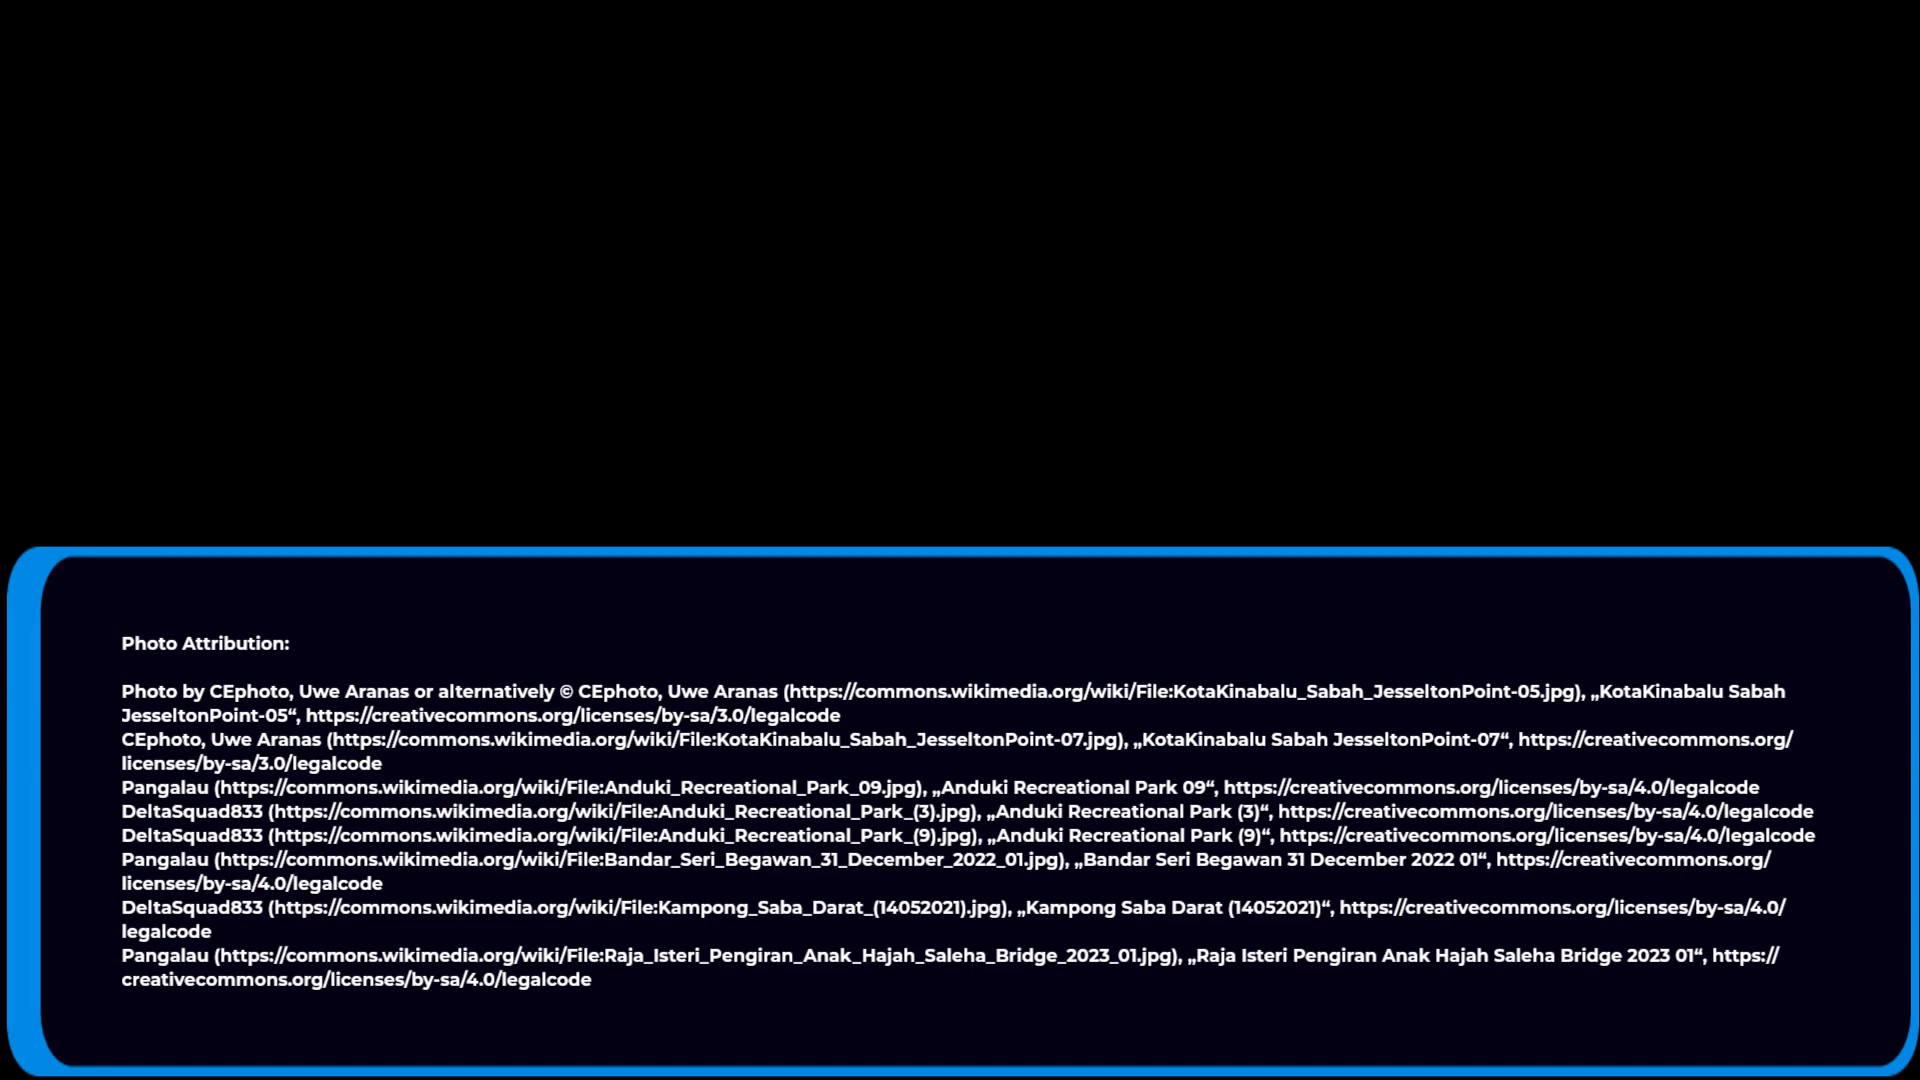 Photo Attribution:
Photo by CEphoto, Uwe Aranas or alternatively © CEphoto, Uwe Aranas (https://commons.wikimedia.org/wiki/File:KotaKinabalu_Sabah_JesseltonPoint-05.jpg), „KotaKinabalu Sabah
JesseltonPoint-05“, https://creativecommons.org/licenses/by-sa/3.0/legalcode
CEphoto, Uwe Aranas (https://commons.wikimedia.org/wiki/File:KotaKinabalu_Sabah_JesseltonPoint-07.jpg), „KotaKinabalu Sabah JesseltonPoint-07“, https://creativecommons.org/
licenses/by-sa/3.0/legalcode
Pangalau (https://commons.wikimedia.org/wiki/File:Anduki_Recreational_Park_09.jpg), „Anduki Recreational Park 09“, https://creativecommons.org/licenses/by-sa/4.0/legalcode
DeltaSquad833 (https://commons.wikimedia.org/wiki/File:Anduki_Recreational_Park_(3).jpg), „Anduki Recreational Park (3)“, https://creativecommons.org/licenses/by-sa/4.0/legalcode
DeltaSquad833 (https://commons.wikimedia.org/wiki/File:Anduki_Recreational_Park_(9).jpg), „Anduki Recreational Park (9)“, https://creativecommons.org/licenses/by-sa/4.0/legalcode
Pangalau (https://commons.wikimedia.org/wiki/File:Bandar_Seri_Begawan_31_December_2022_01.jpg), „Bandar Seri Begawan 31 December 2022 01“, https://creativecommons.org/
licenses/by-sa/4.0/legalcode
DeltaSquad833 (https://commons.wikimedia.org/wiki/File:Kampong_Saba_Darat_(14052021).jpg), „Kampong Saba Darat (14052021)“, https://creativecommons.org/licenses/by-sa/4.0/
legalcode
Pangalau (https://commons.wikimedia.org/wiki/File:Raja_Isteri_Pengiran_Anak_Hajah_Saleha_Bridge_2023_01.jpg), „Raja Isteri Pengiran Anak Hajah Saleha Bridge 2023 01“, https://
creativecommons.org/licenses/by-sa/4.0/legalcode